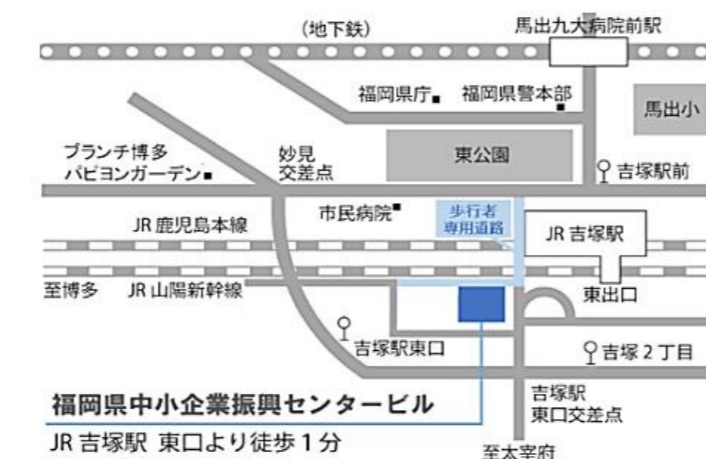 (地下鉄)
馬出九大病院前駅
福岡県庁
福岡県警本部
馬出小
ブランチ博多
パピヨンガーデン
妙見
交差点
東公園
吉塚駅前
市民病院
歩行者
専用道路
JR 鹿児島本線
JR 吉塚駅
至博多
JR 山陽新幹線
東出口
吉塚駅東口
吉塚2丁目
福岡県中小企業振興センタービル
JR 吉塚駅 東口より徒歩1分
吉塚駅
東口交差点
至太宰府